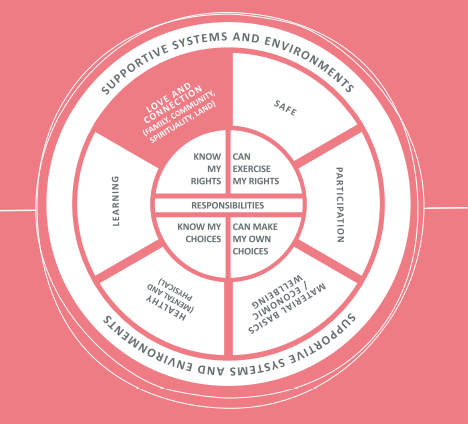 SUPPORTIVE SYSTEMS AND ENVIRONMENTS
LOVE AND
CONNECTION
(FAMILY, COMMUNITY,
SPIRITUALITY, LAND)
SAFE
PARTICIPATION
MATERIAL BASICS
/ ECONOMIC
WELLBEING
HEALTHY
(MENTAL AND
PHYSICAL)
LEARNING
KNOW
MY
RIGHTS
CAN
EXERCISE
MY RIGHTS
RESPONSIBILITIES
KNOW MY
CHOICES
CAN MAKE
MY OWN
CHOICES
SUPPORTIVE SYSTEMS AND ENVIRONMENTS